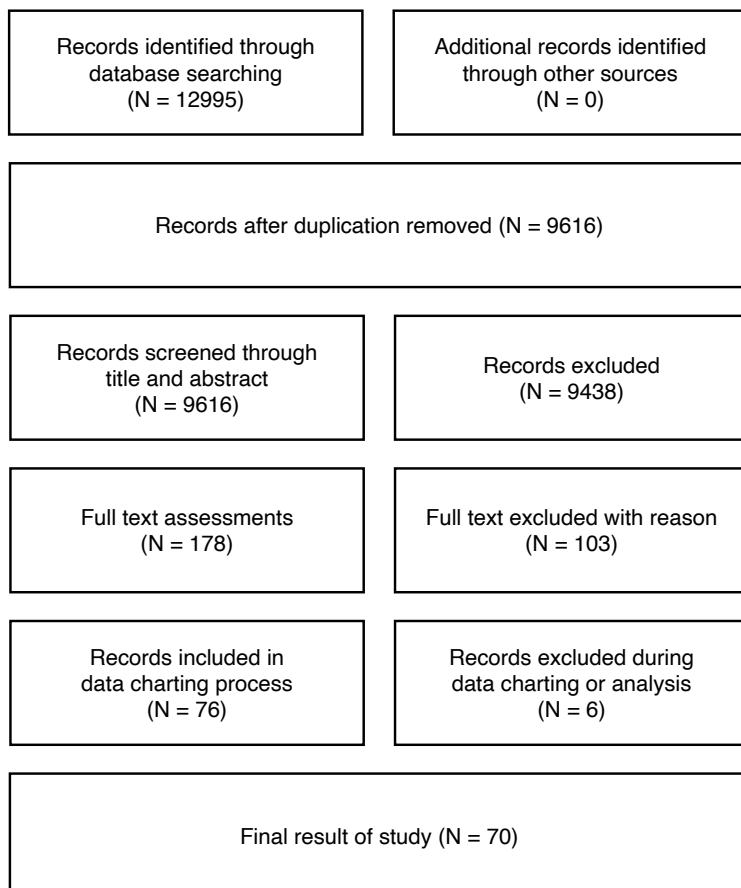 Records identified through
database searching
(N = 12995)
Additional records identified
through other sources
(N = 0)
Records after duplication removed (N = 9616)
Records screened through
title and abstract
(N = 9616)
Records excluded
(N = 9438)
Full text assessments
(N = 178)
Full text excluded with reason
(N = 103)
Records included in
data charting process
(N = 76)
Records excluded during
data charting or analysis
(N = 6)
Final result of study (N = 70)